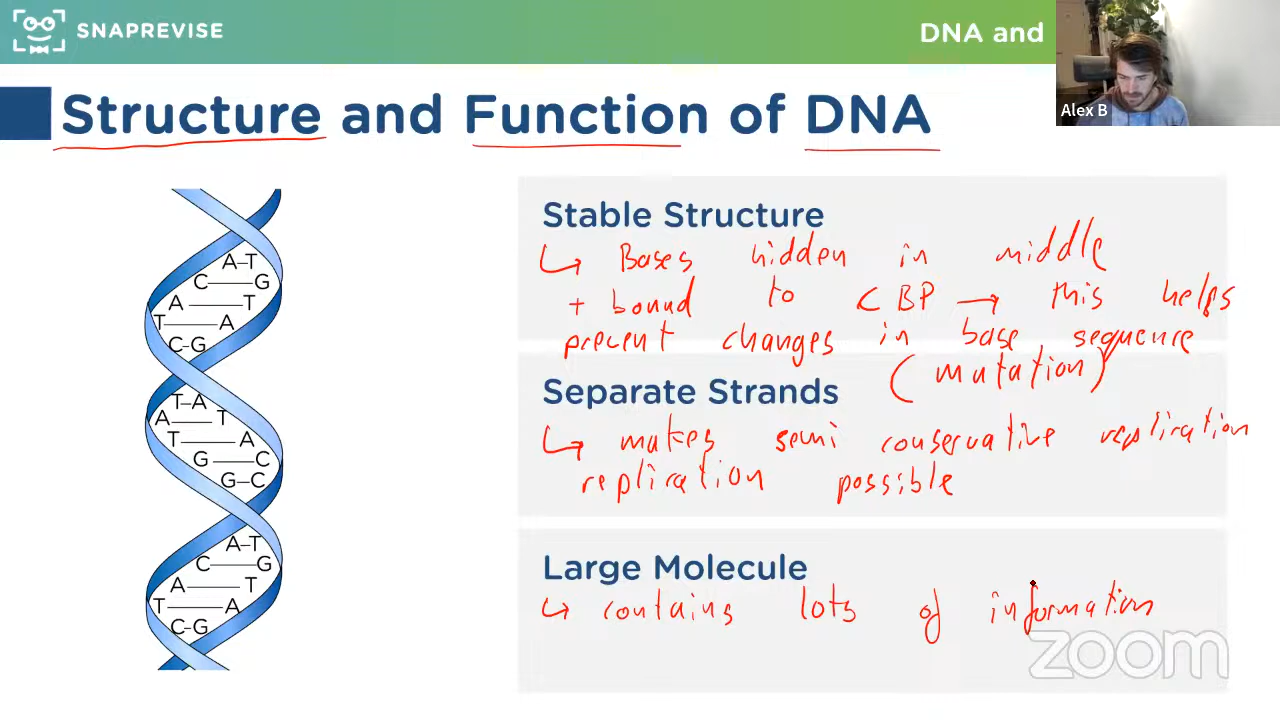 SNAPREVISE
DNA and
Alex B
Structure and Function of DNA
A-T
C G
A T
T A
C-G
T-A
A T
T A
G C
G-C
A-T
C G
A T
T A
C-G
Stable Structure
↳ Bases hidden in middle
+ bound to CBP → this helps
prevent changes in base sequence
(mutation)
Separate Strands
↳ makes semi conservative replication
replication possible
Large Molecule
↳ contains lots of information
zoom